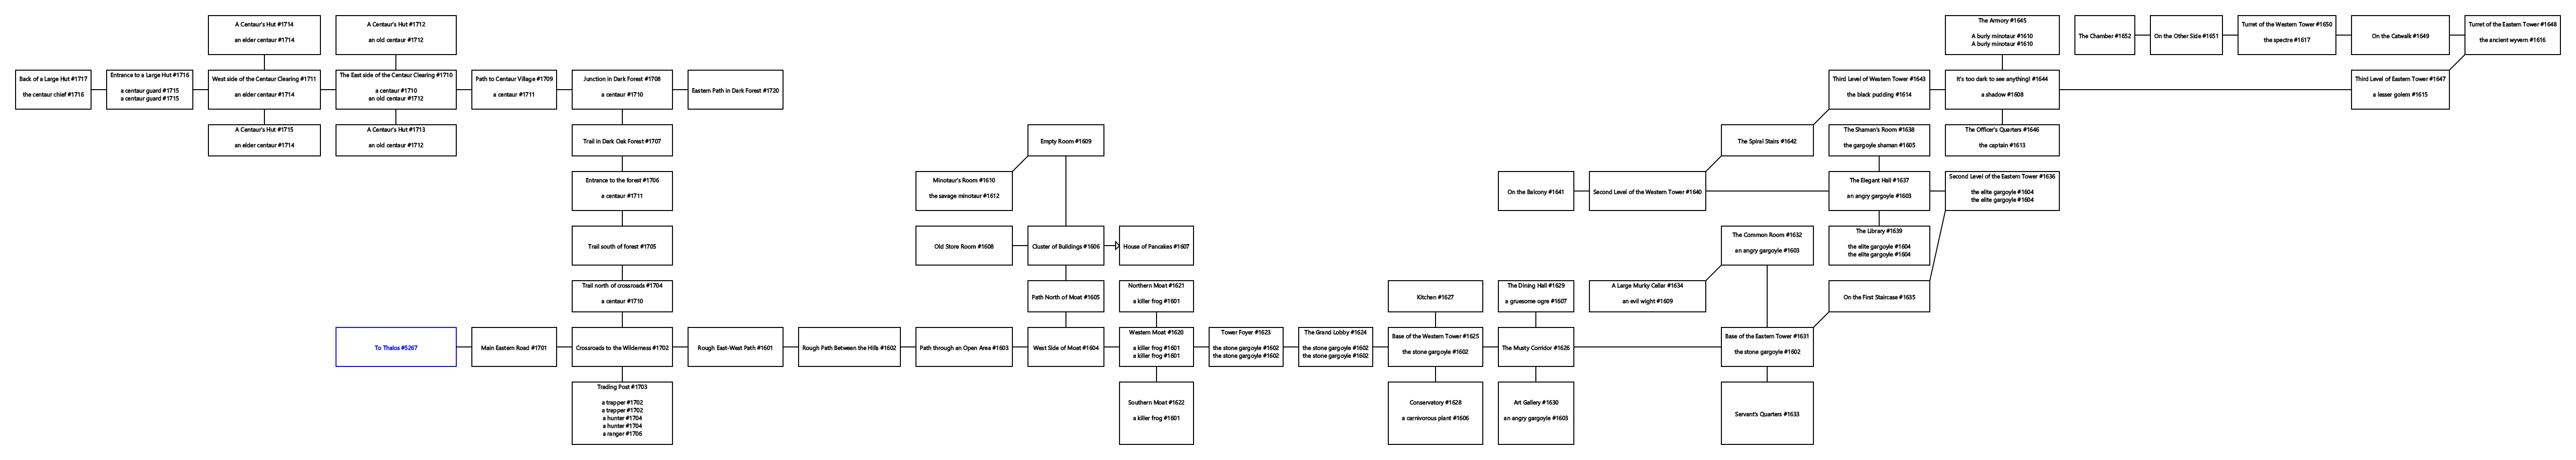 A Centaur's Hut #1714
an elder centaur #1714
A Centaur's Hut #1712
an old centaur #1712
The Armory #1645
A burly minotaur #1610
A burly minotaur #1610
The Chamber #1652
On the Other Side #1651
Turret of the Western Tower #1650
the spectre #1617
On the Catwalk #1649
Turret of the Eastern Tower #1648
the ancient wyvern #1616
Back of a Large Hut #1717
the centaur chief #1716
Entrance to a Large Hut #1716
a centaur guard #1715
a centaur guard #1715
West side of the Centaur Clearing #1711
an elder centaur #1714
The East side of the Centaur Clearing #1710
a centaur #1710
an old centaur #1712
Path to Centaur Village #1709
a centaur #1711
Junction in Dark Forest #1708
a centaur #1710
Eastern Path in Dark Forest #1720
Third Level of Western Tower #1643
the black pudding #1614
It's too dark to see anything! #1644
a shadow #1608
Third Level of Eastern Tower #1647
a lesser golem #1615
A Centaur's Hut #1715
an elder centaur #1714
A Centaur's Hut #1713
an old centaur #1712
Trail in Dark Oak Forest #1707
Empty Room #1609
The Spiral Stairs #1642
The Shaman's Room #1638
the gargoyle shaman #1605
The Officer's Quarters #1646
the captain #1613
Entrance to the forest #1706
a centaur #1711
Minotaur's Room #1610
the savage minotaur #1612
On the Balcony #1641
Second Level of the Western Tower #1640
The Elegant Hall #1637
an angry gargoyle #1603
Second Level of the Eastern Tower #1636
the elite gargoyle #1604
the elite gargoyle #1604
Trail south of forest #1705
Old Store Room #1608
Cluster of Buildings #1606
House of Pancakes #1607
The Common Room #1632
an angry gargoyle #1603
The Library #1639
the elite gargoyle #1604
the elite gargoyle #1604
Trail north of crossroads #1704
a centaur #1710
Path North of Moat #1605
Northern Moat #1621
a killer frog #1601
Kitchen #1627
The Dining Hall #1629
a gruesome ogre #1607
A Large Murky Cellar #1634
an evil wight #1609
On the First Staircase #1635
To Thalos #5267
Main Eastern Road #1701
Crossroads to the Wilderness #1702
Rough East-West Path #1601
Rough Path Between the Hills #1602
Path through an Open Area #1603
West Side of Moat #1604
Western Moat #1620
a killer frog #1601
a killer frog #1601
Tower Foyer #1623
the stone gargoyle #1602
the stone gargoyle #1602
The Grand Lobby #1624
the stone gargoyle #1602
the stone gargoyle #1602
Base of the Western Tower #1625
the stone gargoyle #1602
The Musty Corridor #1626
Base of the Eastern Tower #1631
the stone gargoyle #1602
Trading Post #1703
a trapper #1702
a trapper #1702
a hunter #1704
a hunter #1704
a ranger #1706
Southern Moat #1622
a killer frog #1601
Conservatory #1628
a carnivorous plant #1606
Art Gallery #1630
an angry gargoyle #1603
Servant's Quarters #1633